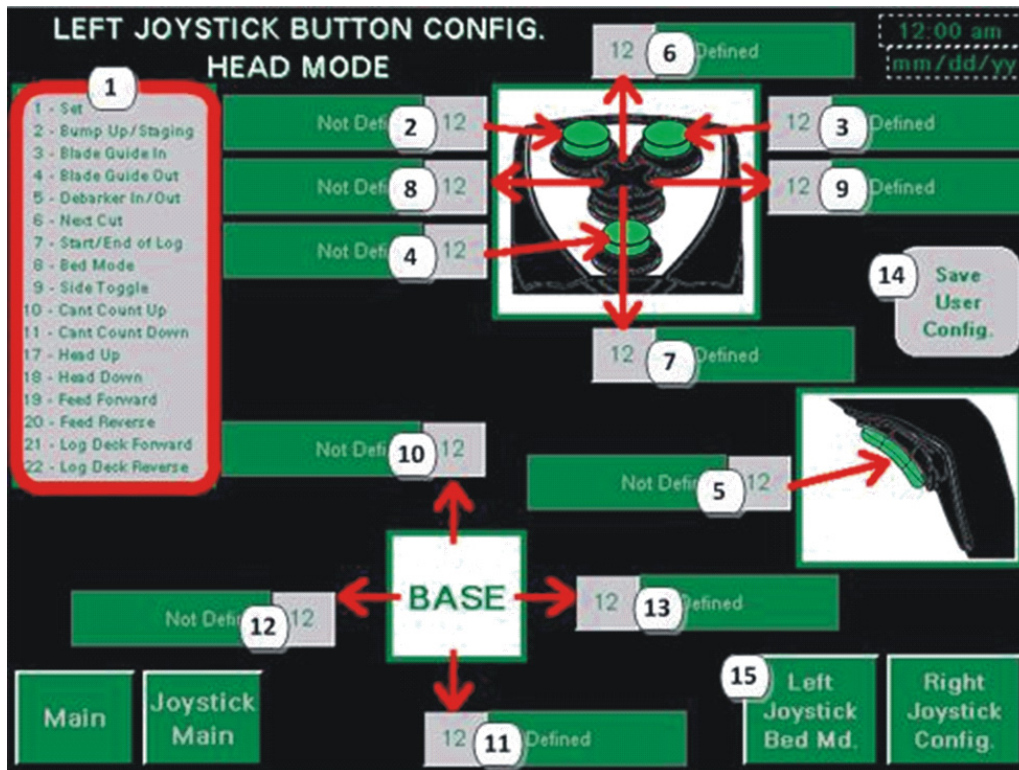 LEFT JOYSTICK BUTTON CONFIG.
HEAD MODE
12:00 am
mm/dd/yy
1
1 - Set
2 - Bump Up/Staging
3 - Blade Guide In
4 - Blade Guide Out
5 - Debarker In/Out
6 - Next Cut
7 - Start/End of Log
8 - Bed Mode
9 - Side Toggle
10 - Cant Count Up
11 - Cant Count Down
17 - Head Up
18 - Head Down
19 - Feed Forward
20 - Feed Reverse
21 - Log Deck Forward
22 - Log Deck Reverse
12 6 Defined
Not Defi 2 12
12 3 Defined
Not Defi 8 12
12 9 Defined
Not Defi 4 12
14 Save
User
Config.
12 7 Defined
Not Defi 10 12
Not Defin 5 12
BASE
Not Defi 12 12
12 13 Defined
12 11 Defined
Main
Joystick
Main
15 Left
Joystick
Bed Md.
Right
Joystick
Config.